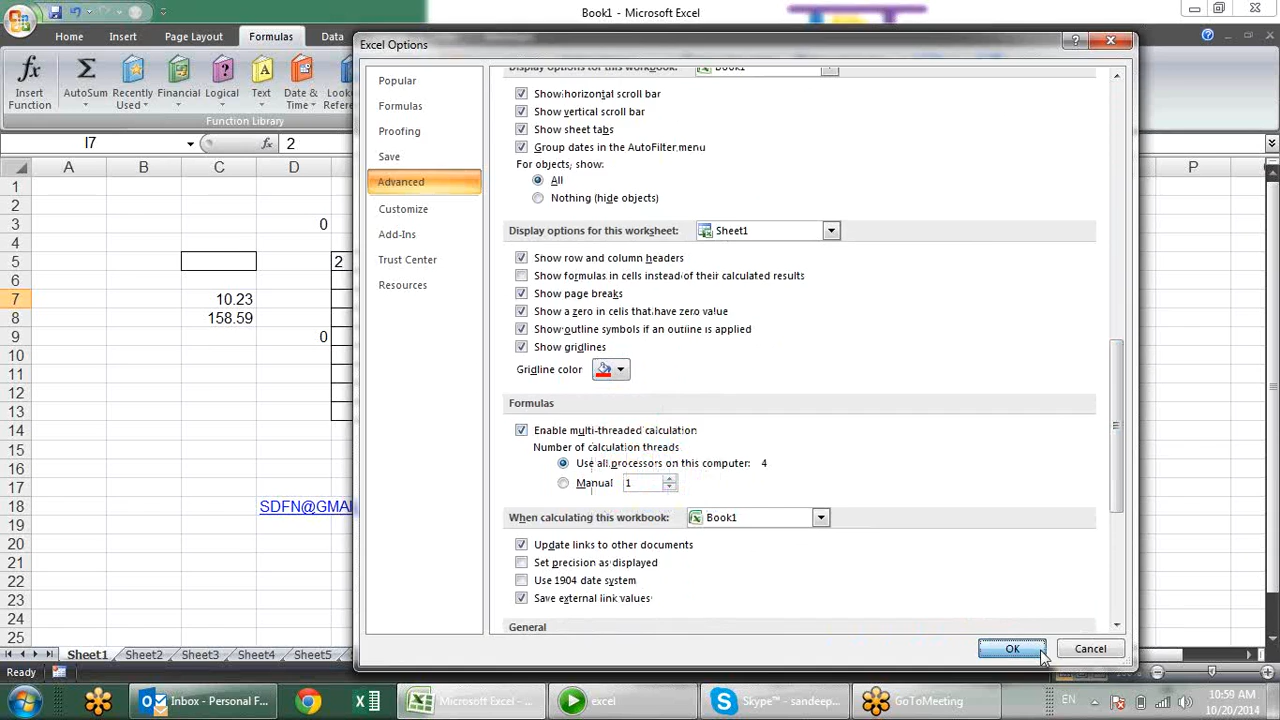 Book1 - Microsoft Excel
Home Insert Page Layout Formulas Data
Excel Options
Insert Function
AutoSum
Recently Used
Financial
Logical
Text
Date & Time
Function Library
I7 2
A B C D P
1
2
3 0
4
5 2
6
7 10.23
8 158.59
9 0
10
11
12
13
14
15
16
17
18
19
20
21
22
23
24
25
Popular
Formulas
Proofing
Save
Advanced
Customize
Add-Ins
Trust Center
Resources
Display options for this workbook: Book1
Show horizontal scroll bar
Show vertical scroll bar
Show sheet tabs
Group dates in the AutoFilter menu
For objects, show:
All
Nothing (hide objects)
Display options for this worksheet: Sheet1
Show row and column headers
Show formulas in cells instead of their calculated results
Show page breaks
Show a zero in cells that have zero value
Show outline symbols if an outline is applied
Show gridlines
Gridline color
Formulas
Enable multi-threaded calculation
Number of calculation threads
Use all processors on this computer: 4
Manual 1
When calculating this workbook: Book1
Update links to other documents
Set precision as displayed
Use 1904 date system
Save external link values
General
OK Cancel
Sheet1 Sheet2 Sheet3 Sheet4 Sheet5
Ready
Inbox - Personal F... Microsoft Excel - ... excel Skype™ - sandeep... GoToMeeting EN 10:59 AM
10/20/2014